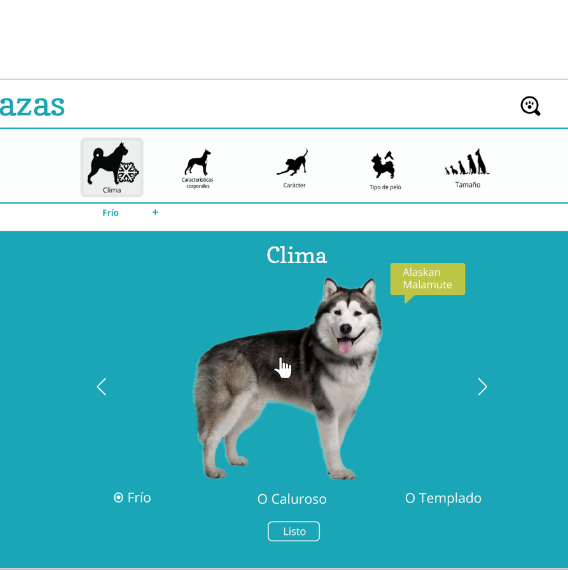 azas
Clima
Características
corporales
Carácter
Tipo de pelo
Tamaño
Frío +
Clima
Alaskan
Malamute
Frío
O Caluroso
O Templado
Listo